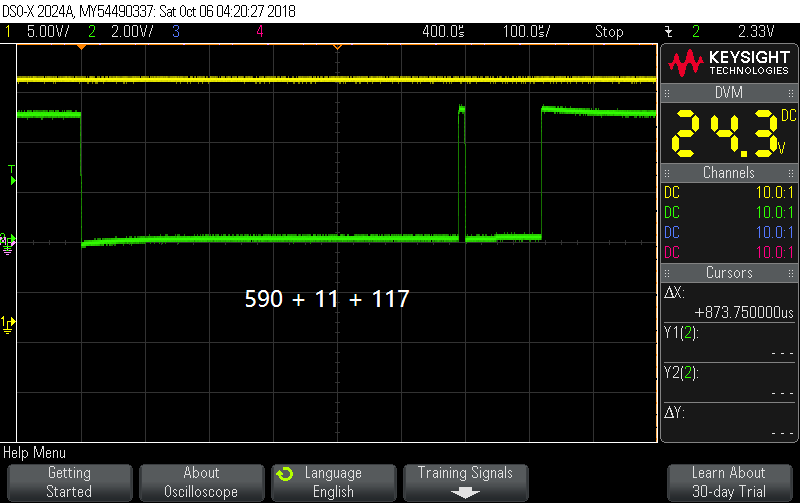 DSO-X 2024A, MY54490337: Sat Oct 06 04:20:27 2018
1 5.00V/ 2 2.00V/ 3 4 400.0s 100.0s/ Stop 2 2.33V
KEYSIGHT
TECHNOLOGIES
DVM
DC
24.3
V
Channels
DC 10.0:1
DC 10.0:1
DC 10.0:1
DC 10.0:1
Cursors
ΔX:
+873.750000us
Y1(2):
- - -
Y2(2):
- - -
ΔY:
- - -
T
1
590 + 11 + 117
Help Menu
Getting
Started
About
Oscilloscope
Language
English
Training Signals
Learn About
30-day Trial